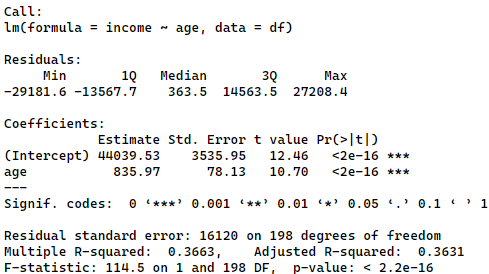 Call:
lm(formula = income ~ age, data = df)
Residuals:
     Min       1Q   Median       3Q      Max
-29181.6 -13567.7    363.5  14563.5  27208.4
Coefficients:
            Estimate Std. Error t value Pr(>|t|)
(Intercept) 44039.53    3535.95   12.46   <2e-16 ***
age           835.97      78.13   10.70   <2e-16 ***
---
Signif. codes:  0 ‘***’ 0.001 ‘**’ 0.01 ‘*’ 0.05 ‘.’ 0.1 ‘ ’ 1
Residual standard error: 16120 on 198 degrees of freedom
Multiple R-squared:  0.3663,    Adjusted R-squared:  0.3631
F-statistic: 114.5 on 1 and 198 DF,  p-value: < 2.2e-16